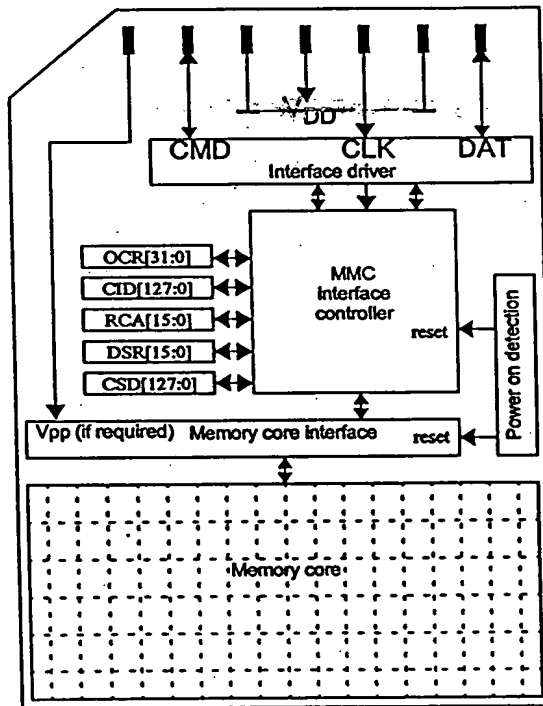 DD
CMD CLK DAT
Interface driver
OCR[31:0]
CID[127:0]
RCA[15:0]
DSR[15:0]
CSD[127:0]
MMC
interface
controller
reset
Power on detection
Vpp (if required) Memory core interface reset
Memory core